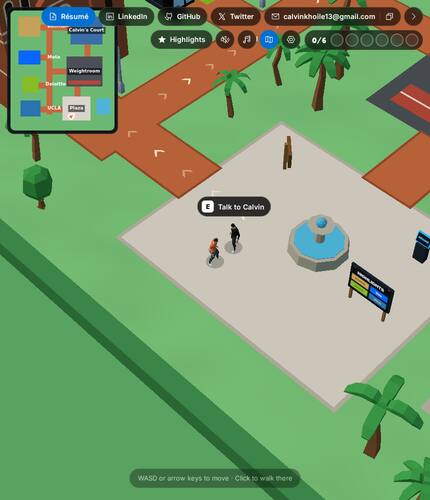 Résumé
LinkedIn
GitHub
Twitter
calvinkhoile13@gmail.com
Highlights
0/6
Calvin's Court
Meta
Weightroom
Deloitte
UCLA
Plaza
E Talk to Calvin
HIGHLIGHTS
WASD or arrow keys to move · Click to walk there